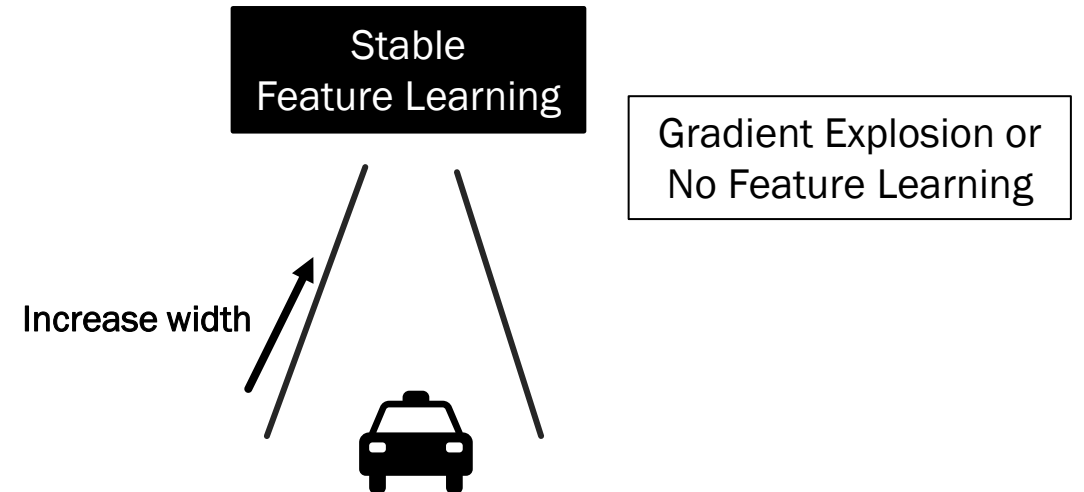 Stable
Feature Learning
Gradient Explosion or
No Feature Learning
Increase width